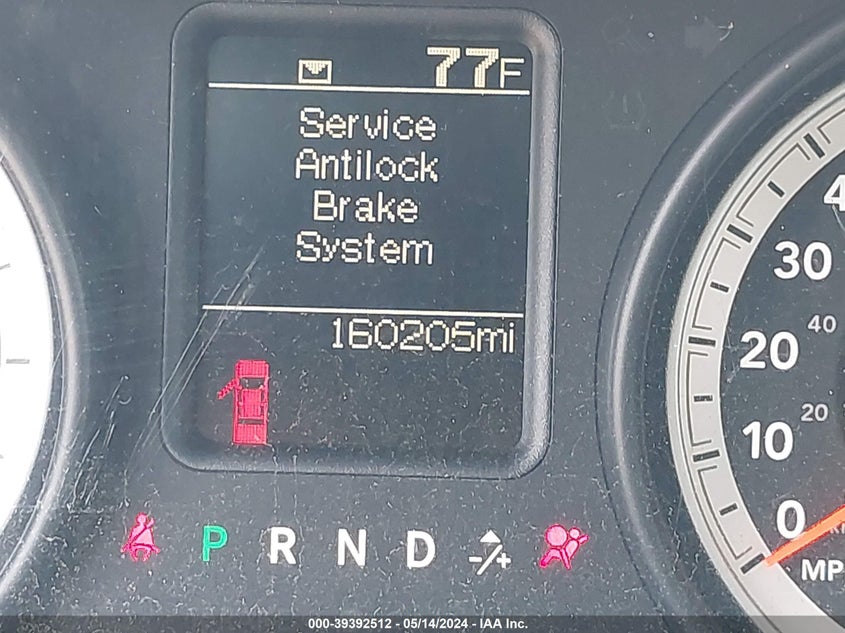 77F
Service
Antilock
Brake
System
160205mi
P R N D -/+
30
20
10
0
40
20
000-39392512 - 05/14/2024 - IAA Inc.